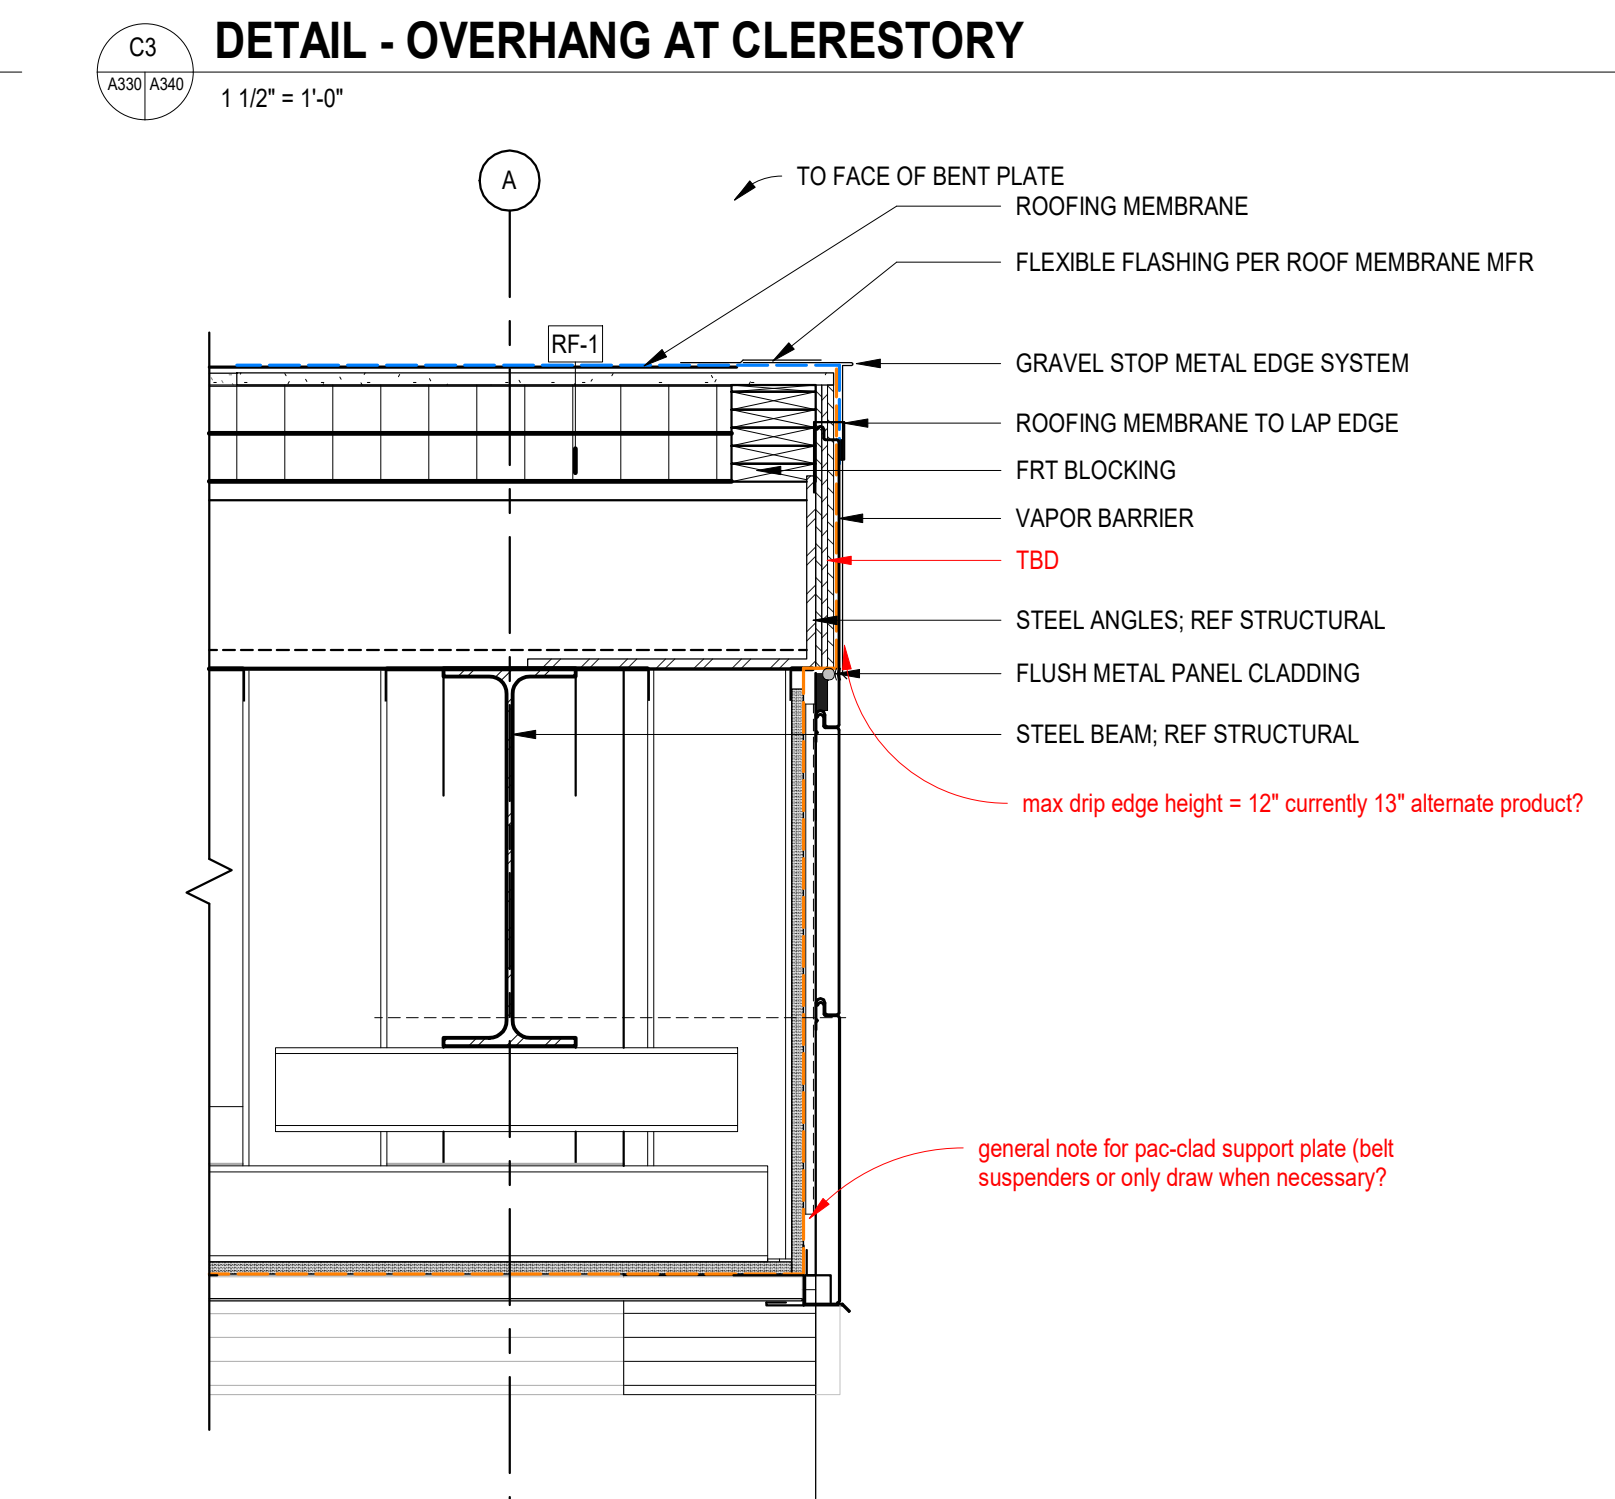 C3
A330 A340
DETAIL - OVERHANG AT CLERESTORY
1 1/2" = 1'-0"
A
TO FACE OF BENT PLATE
ROOFING MEMBRANE
FLEXIBLE FLASHING PER ROOF MEMBRANE MFR
RF-1
GRAVEL STOP METAL EDGE SYSTEM
ROOFING MEMBRANE TO LAP EDGE
FRT BLOCKING
VAPOR BARRIER
TBD
STEEL ANGLES; REF STRUCTURAL
FLUSH METAL PANEL CLADDING
STEEL BEAM; REF STRUCTURAL
max drip edge height = 12" currently 13" alternate product?
general note for pac-clad support plate (belt
suspenders or only draw when necessary?